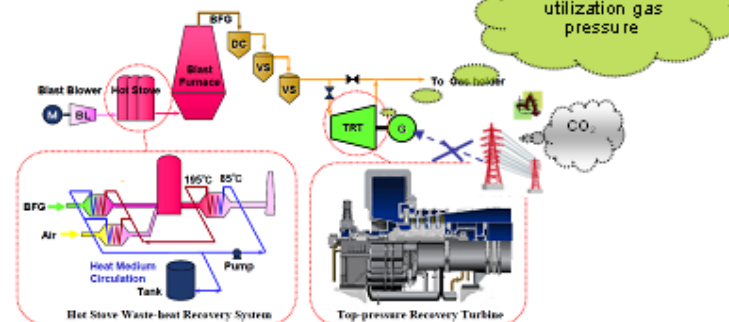 utilization gas
pressure
BFG
DC
VS
VS
Blast
Furnace
Blast Blower
Hot Stove
M
BL
To Gas holder
TRT
G
CO2
195℃
85℃
BFG
Air
Pump
Heat Medium
Circulation
Tank
Hot Stove Waste-heat Recovery System
Top-pressure Recovery Turbine